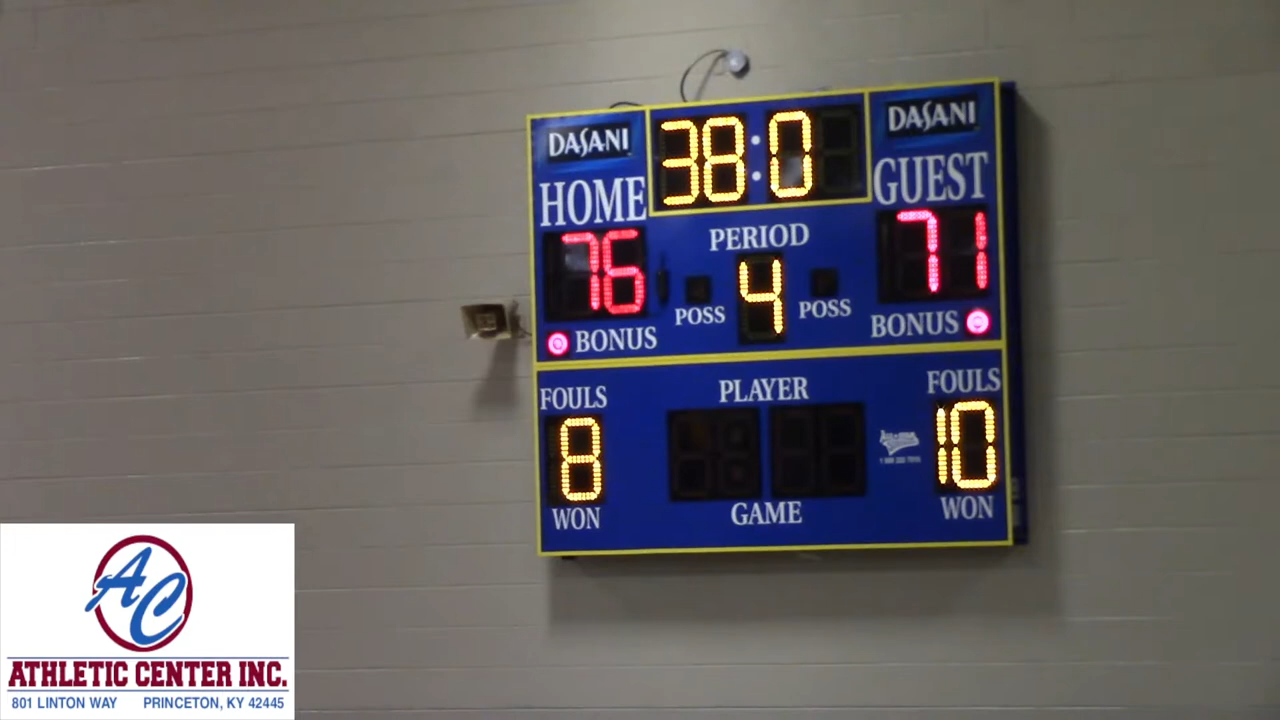 DASANI
38:0
DASANI
HOME
GUEST
76
PERIOD
71
POSS
4
POSS
BONUS
BONUS
FOULS
PLAYER
FOULS
8
10
WON
GAME
WON
AC
ATHLETIC CENTER INC.
801 LINTON WAY PRINCETON, KY 42445